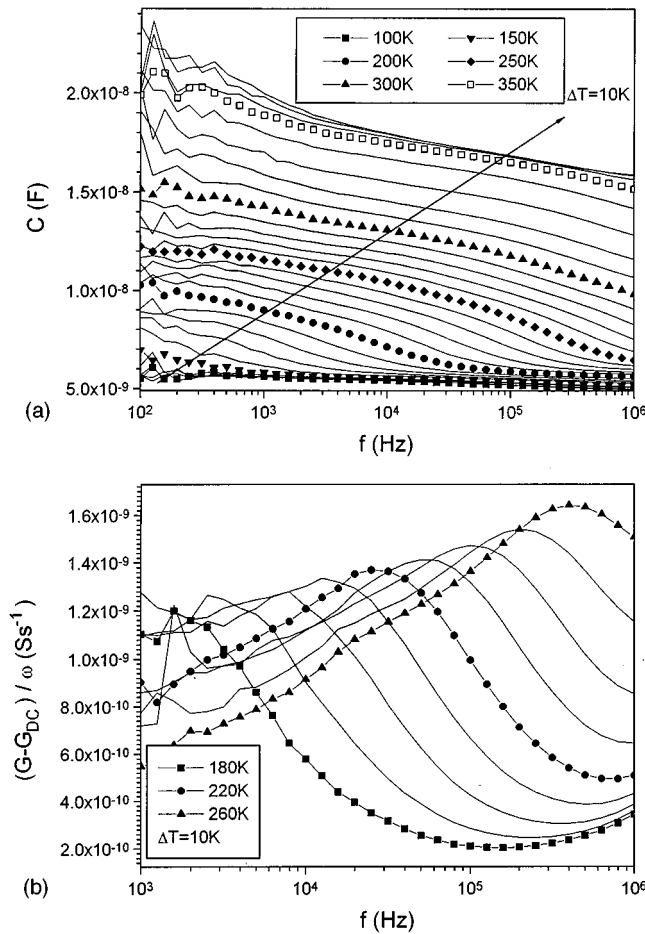 2.0x10-8
1.5x10-8
1.0x10-8
5.0x10-9
C (F)
100K 150K
200K 250K
300K 350K
ΔT=10K
10² 10³ 10⁴ 10⁵ 10⁶
(a)
f (Hz)
1.6x10-9
1.4x10-9
1.2x10-9
1.0x10-9
8.0x10-10
6.0x10-10
4.0x10-10
2.0x10-10
(G-G_DC) / ω (Ss⁻¹)
180K
220K
260K
ΔT=10K
10³ 10⁴ 10⁵ 10⁶
(b)
f (Hz)